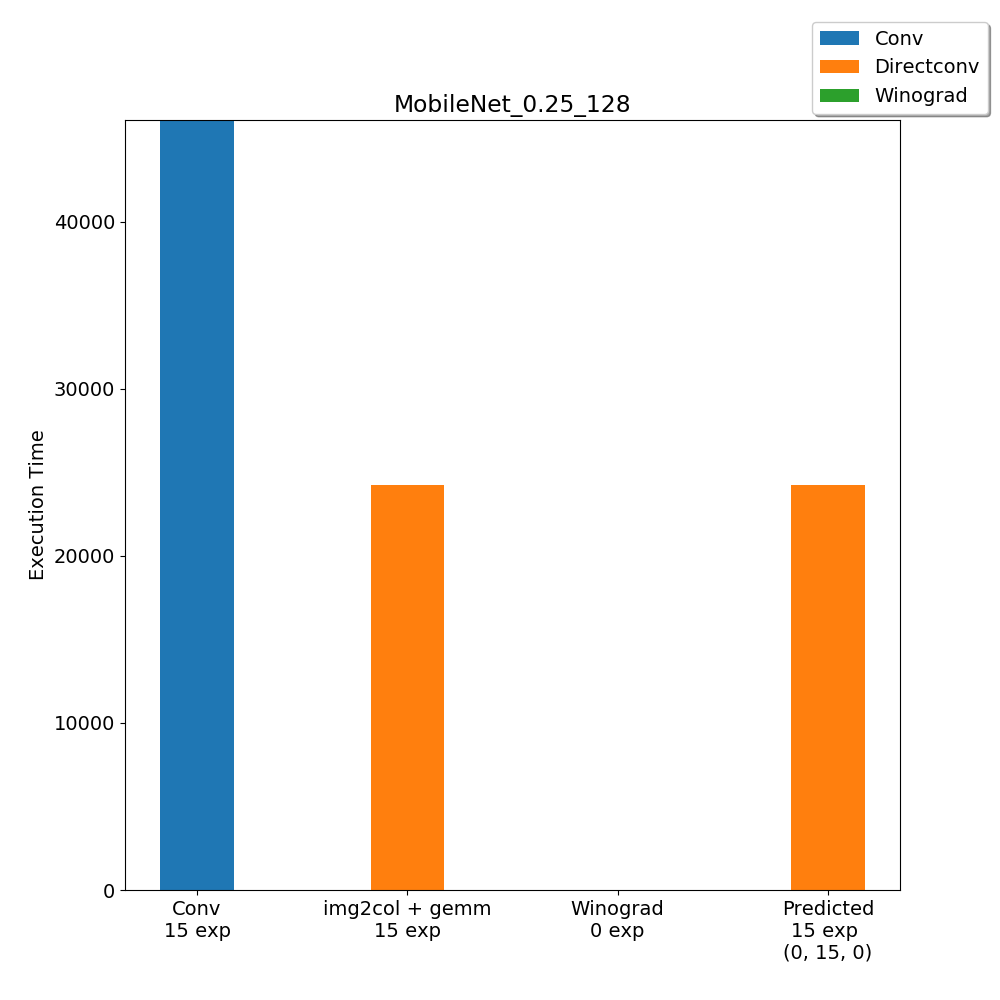 Conv
Directconv
Winograd
MobileNet_0.25_128
Execution Time
40000
30000
20000
10000
0
Conv
15 exp
img2col + gemm
15 exp
Winograd
0 exp
Predicted
15 exp
(0, 15, 0)